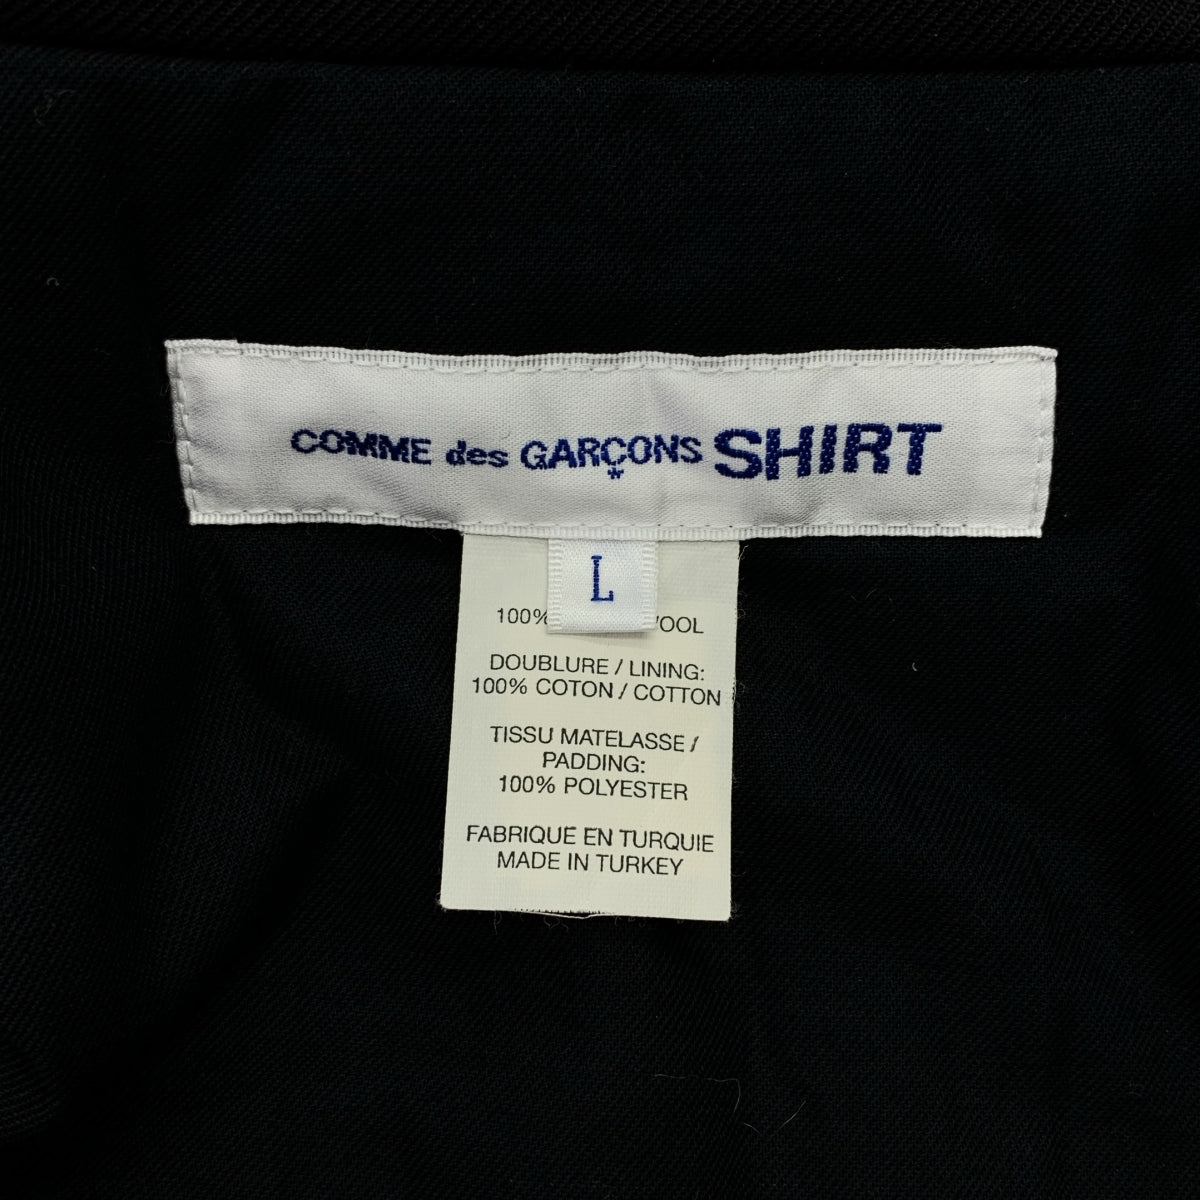 COMME des GARÇONS SHIRT
L
100%
DOUBLURE / LINING:
100% COTON / COTTON
TISSU MATELASSE /
PADDING:
100% POLYESTER
FABRIQUE EN TURQUIE
MADE IN TURKEY